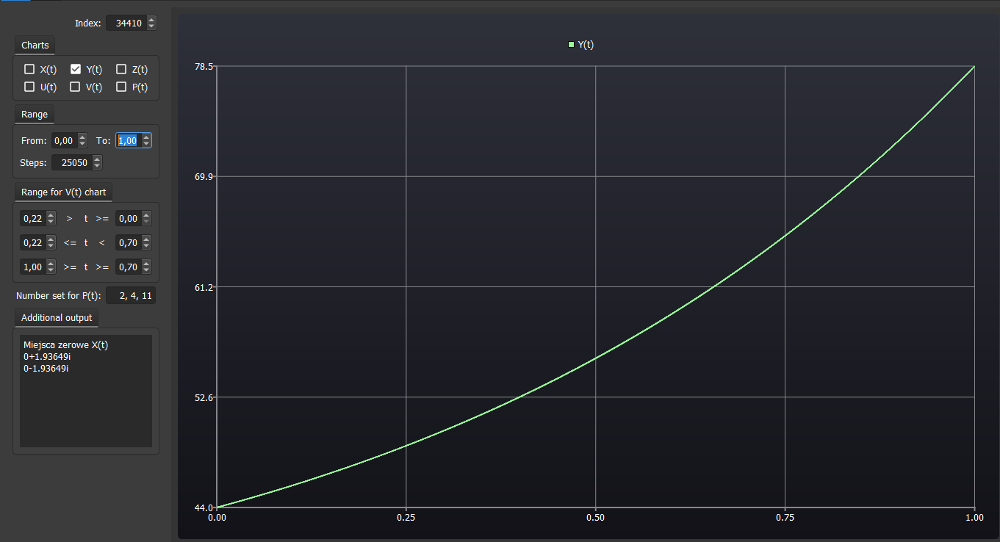 Index: 34410
Charts
X(t) Y(t) Z(t)
U(t) V(t) P(t)
Range
From: 0,00 To: 1,00
Steps: 25050
Range for V(t) chart
0,22 > t >= 0,00
0,22 <= t < 0,70
1,00 >= t >= 0,70
Number set for P(t): 2, 4, 11
Additional output
Miejsca zerowe X(t)
0+1.93649i
0-1.93649i
Y(t)
78.5
69.9
61.2
52.6
44.0
0.00 0.25 0.50 0.75 1.00